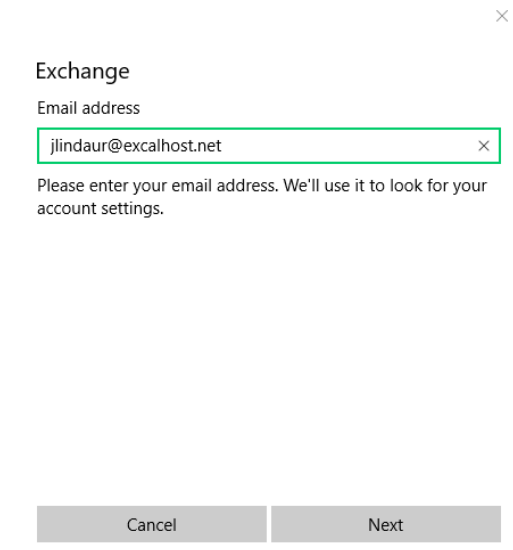 Exchange
Email address
jlindaur@excalhost.net
Please enter your email address. We'll use it to look for your
account settings.
Cancel
Next